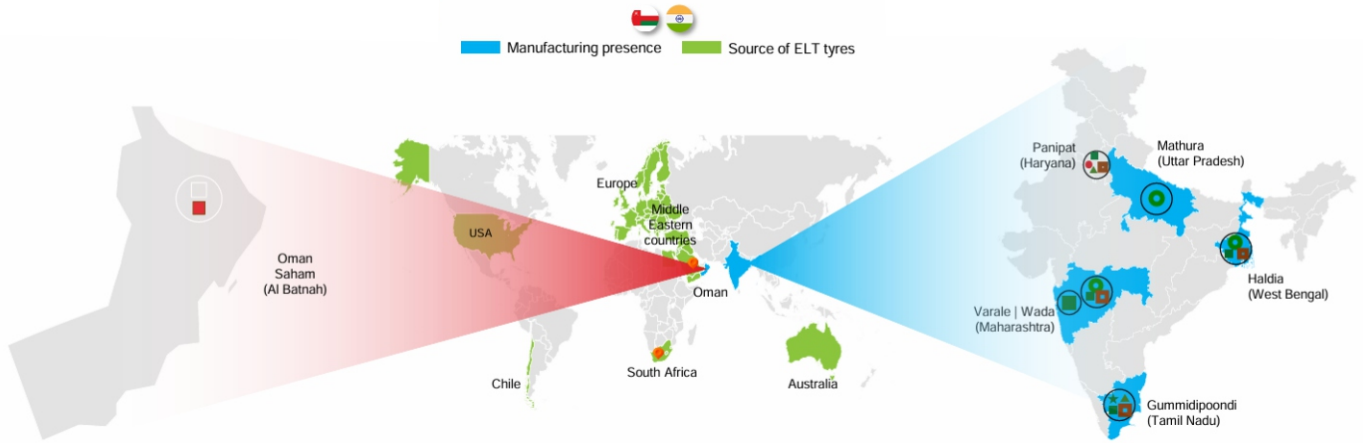 Manufacturing presence
Source of ELT tyres
Panipat
(Haryana)
Mathura
(Uttar Pradesh)
Europe
Middle
Eastern
countries
USA
Oman
Saham
(Al Batnah)
Oman
Haldia
(West Bengal)
Varale | Wada
(Maharashtra)
South Africa
Chile
Australia
Gummidipoondi
(Tamil Nadu)